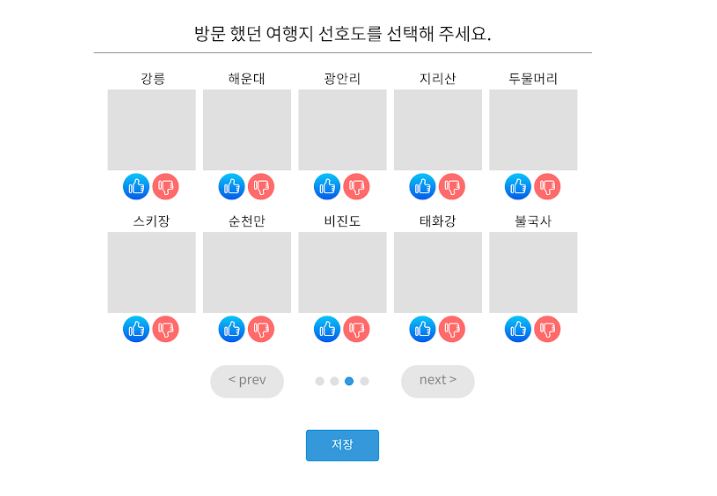 방문 했던 여행지 선호도를 선택해 주세요.
강릉 해운대 광안리 지리산 두물머리
스키장 순천만 비진도 태화강 불국사
< prev next >
저장